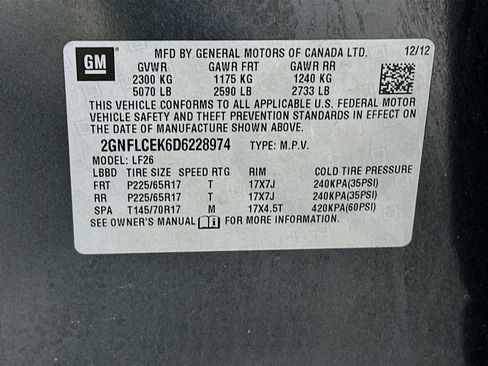 GM MFD BY GENERAL MOTORS OF CANADA LTD. 12/12
GVWR GAWR FRT GAWR RR
2300 KG 1175 KG 1240 KG
5070 LB 2590 LB 2733 LB
THIS VEHICLE CONFORMS TO ALL APPLICABLE U.S. FEDERAL MOTOR
VEHICLE SAFETY AND THEFT PREVENTION STANDARDS IN EFFECT
ON THE DATE OF MANUFACTURE SHOWN ABOVE.
2GNFLCEK6D6228974 TYPE: M.P.V.
MODEL: LF26
LBBD TIRE SIZE SPEED RTG RIM COLD TIRE PRESSURE
FRT P225/65R17 T 17X7J 240KPA(35PSI)
RR P225/65R17 T 17X7J 240KPA(35PSI)
SPA T145/70R17 M 17X4.5T 420KPA(60PSI)
SEE OWNER'S MANUAL FOR MORE INFORMATION.